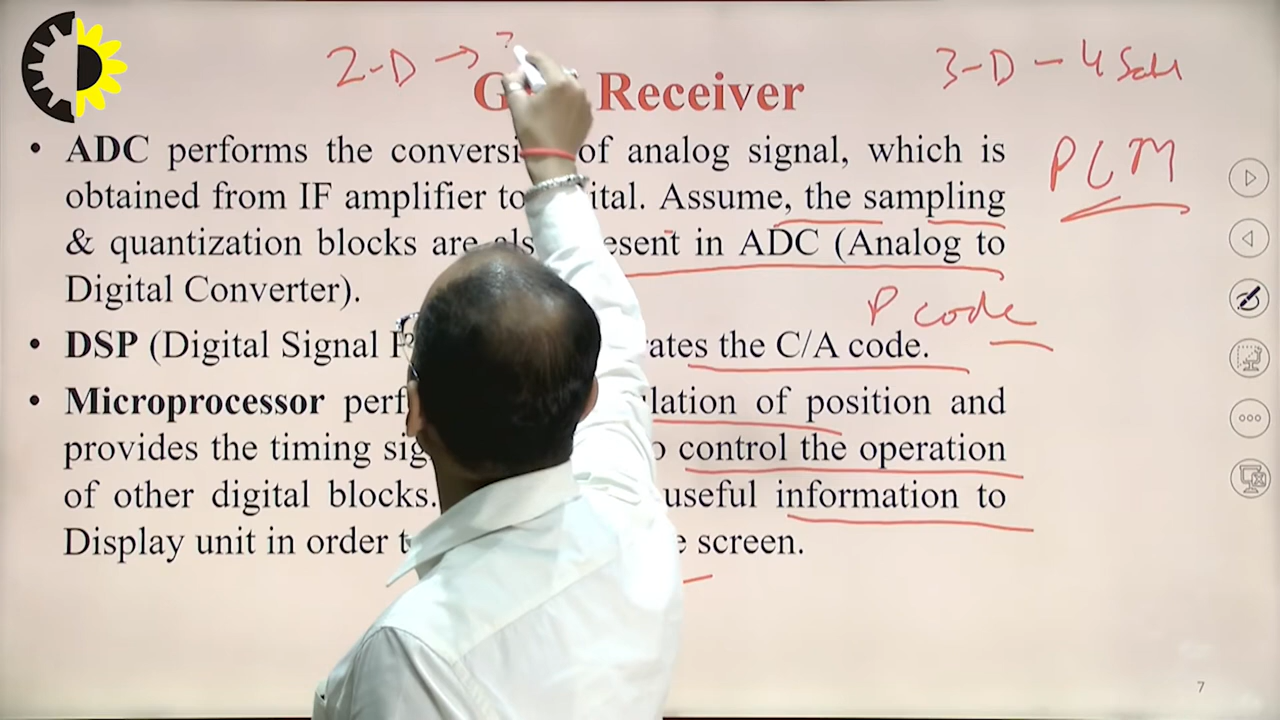 2-D → 3-D – 4 Sate
Receiver
• ADC performs the conversi of analog signal, which is
obtained from IF amplifier to ital. Assume, the sampling
& quantization blocks are als esent in ADC (Analog to
Digital Converter).
PCM
P code
• DSP (Digital Signal P rates the C/A code.
• Microprocessor perf lation of position and
provides the timing sig o control the operation
of other digital blocks. useful information to
Display unit in order t e screen.
7